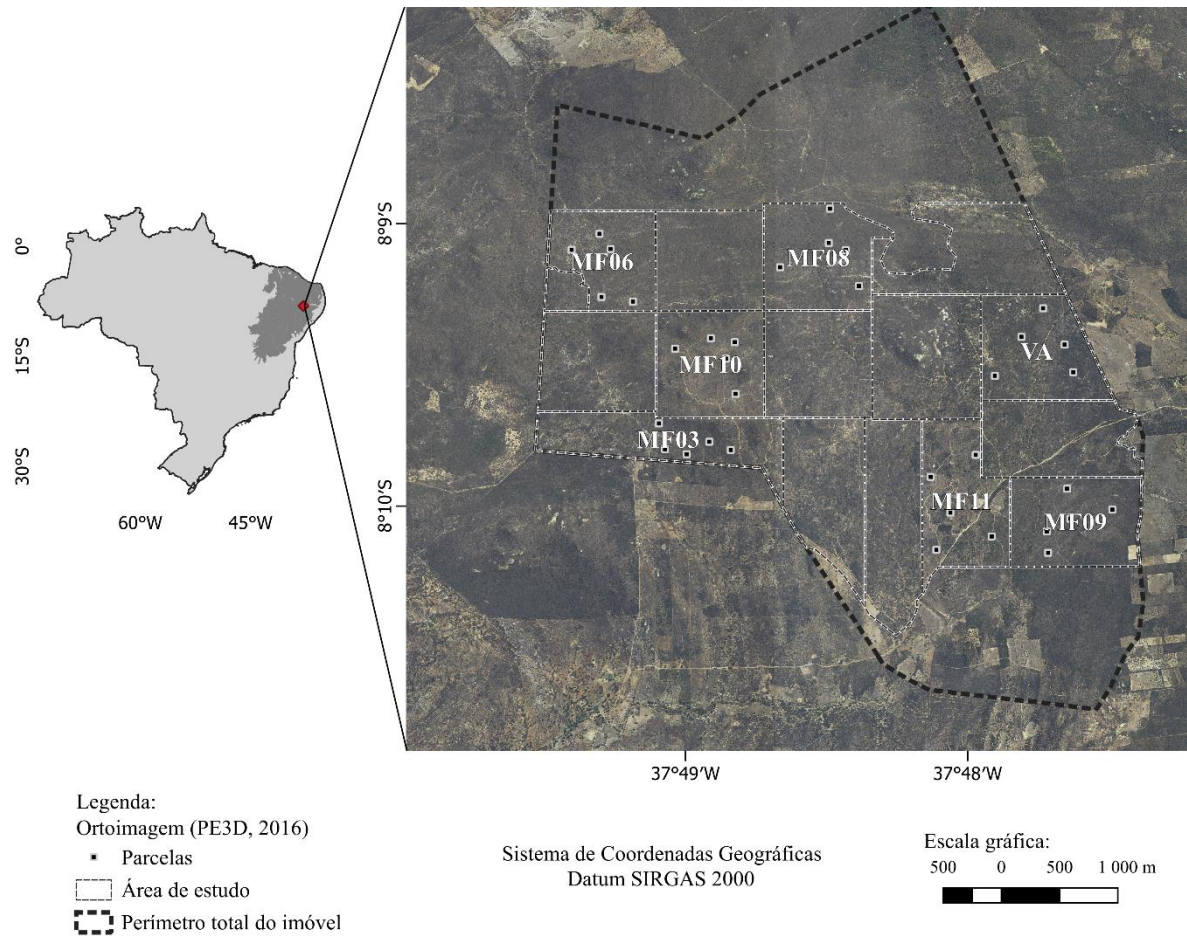 8°9'S
MF06
MF08
0°
VA
MF10
15°S
MF03
30°S
MF11
8°10'S
MF09
60°W
45°W
37°49'W
37°48'W
Legenda:
Ortoimagem (PE3D, 2016)
Parcelas
Área de estudo
Perímetro total do imóvel
Sistema de Coordenadas Geográficas
Datum SIRGAS 2000
Escala gráfica:
500 0 500 1 000 m